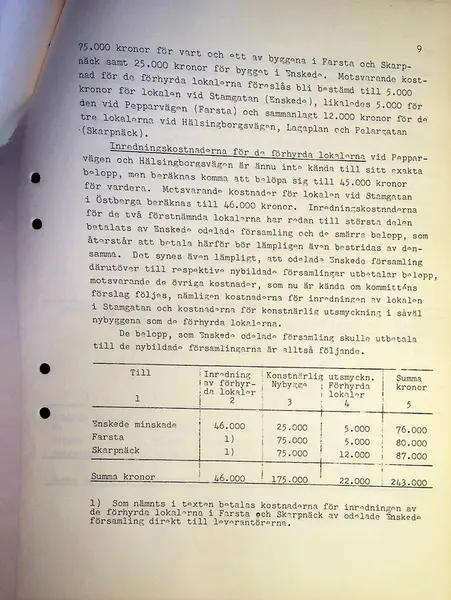 9
75.000 kronor för vart och ett av byggena i Farsta och Skarp-
näck samt 25.000 kronor för bygget i Enskede. Motsvarande kost-
nad för de förhyrda lokalerna föreslås bli bestämd till 5.000
kronor för lokalen vid Stamgatan (Enskede), likaledes 5.000 för
den vid Pepparvägen (Farsta) och sammanlagt 12.000 kronor för de
tre lokalerna vid Hälsingborgsvägen, Lagaplan och Pelargatan
(Skarpnäck).
Inredningskostnaderna för de förhyrda lokalerna vid Peppar-
vägen och Hälsingborgsvägen är ännu inte kända till sitt exakta
belopp, men beräknas komma att belöpa sig till 45.000 kronor
för vardera. Motsvarande kostnader för lokalen vid Stamgatan
i Östberga beräknas till 46.000 kronor. Inredningskostnaderna
för de två förstnämnda lokalerna har redan till största delen
betalats av Enskede odelade församling och de smärre belopp, som
återstår att betala härför bör lämpligen även bestridas av den-
samma. Det synes även lämpligt, att odelade Enskede församling
därutöver till respektive nybildade församlingar utbetalar belopp,
motsvarande de övriga kostnader, som nu är kända om kommitténs
förslag följes, nämligen kostnaderna för inredningen av lokalen
i Stamgatan och kostnaderna för konstnärlig utsmyckning i såväl
nybyggena som de förhyrda lokalerna.
De belopp, som Enskede odelade församling skulle utbetala
till de nybildade församlingarna är alltså följande.
Till Inredning Konstnärlig utsmyckn. Summa
av förhyr- Nybygge Förhyrda kronor
da lokaler lokaler
1 2 3 4 5
Enskede minskade 46.000 25.000 5.000 76.000
Farsta 1) 75.000 5.000 80.000
Skarpnäck 1) 75.000 12.000 87.000
Summa kronor 46.000 175.000 22.000 243.000
1) Som nämnts i texten betalas kostnaderna för inredningen av
de förhyrda lokalerna i Farsta och Skarpnäck av odelade Enskede
församling direkt till leverantörerna.